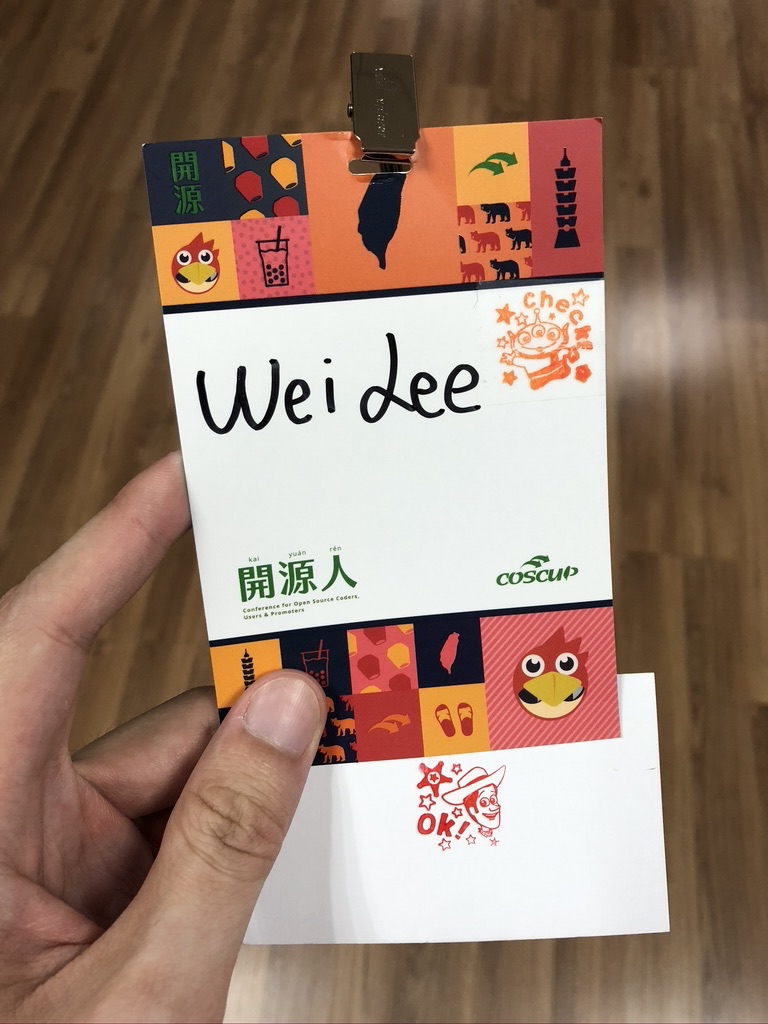 開
源
Check
Wei Lee
kai yuán rén
開源人
Conference for Open Source Coders,
Users & Promoters
COSCUP
Ok!